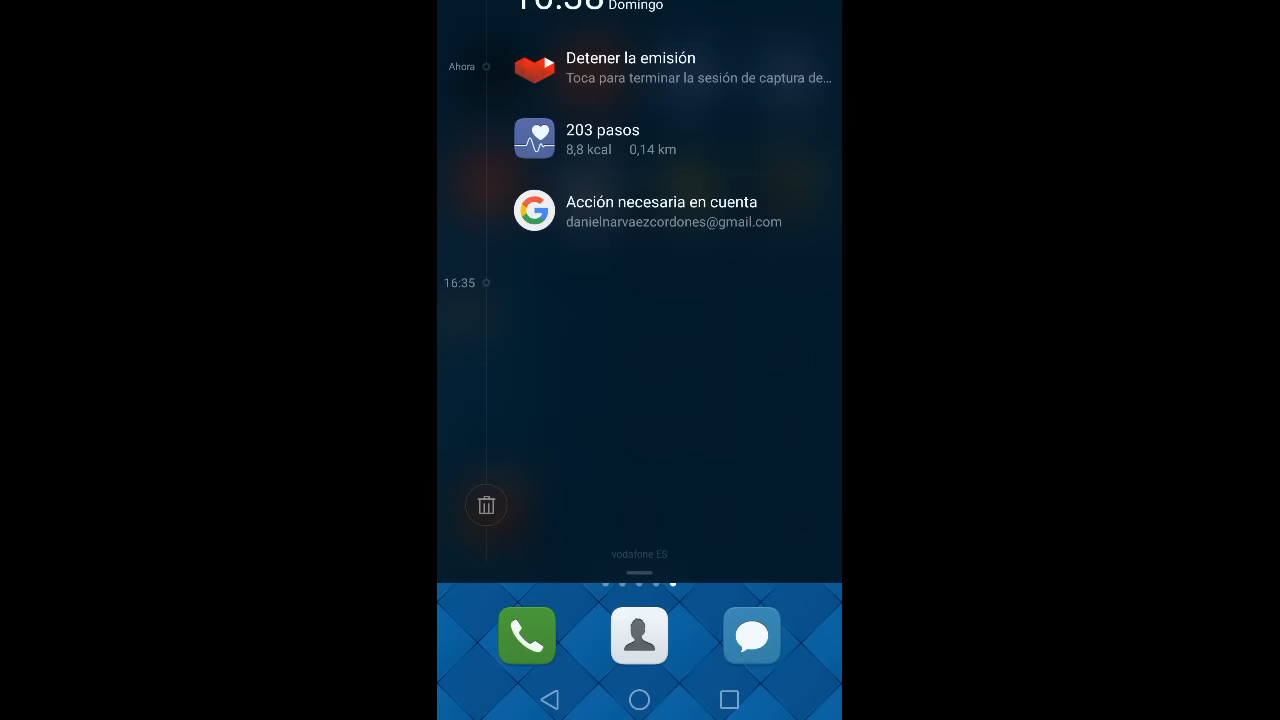 Domingo
Ahora
Detener la emisión
Toca para terminar la sesión de captura de…
203 pasos
8,8 kcal 0,14 km
Acción necesaria en cuenta
danielnarvaezcordones@gmail.com
16:35
vodafone ES